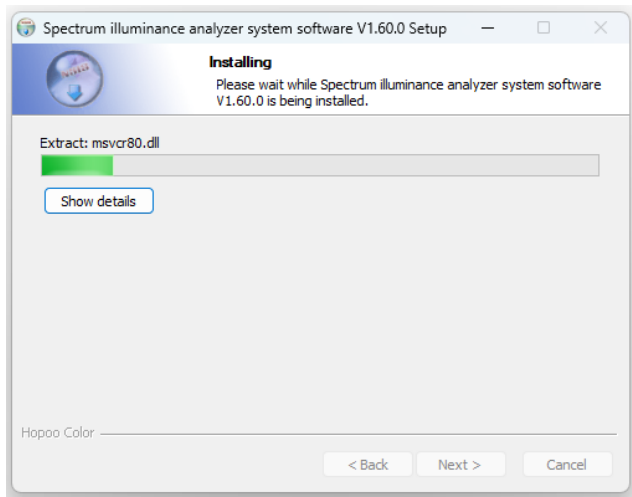 Spectrum illuminance analyzer system software V1.60.0 Setup
Installing
Please wait while Spectrum illuminance analyzer system software
V1.60.0 is being installed.
Extract: msvcr80.dll
Show details
Hopoo Color
< Back
Next >
Cancel